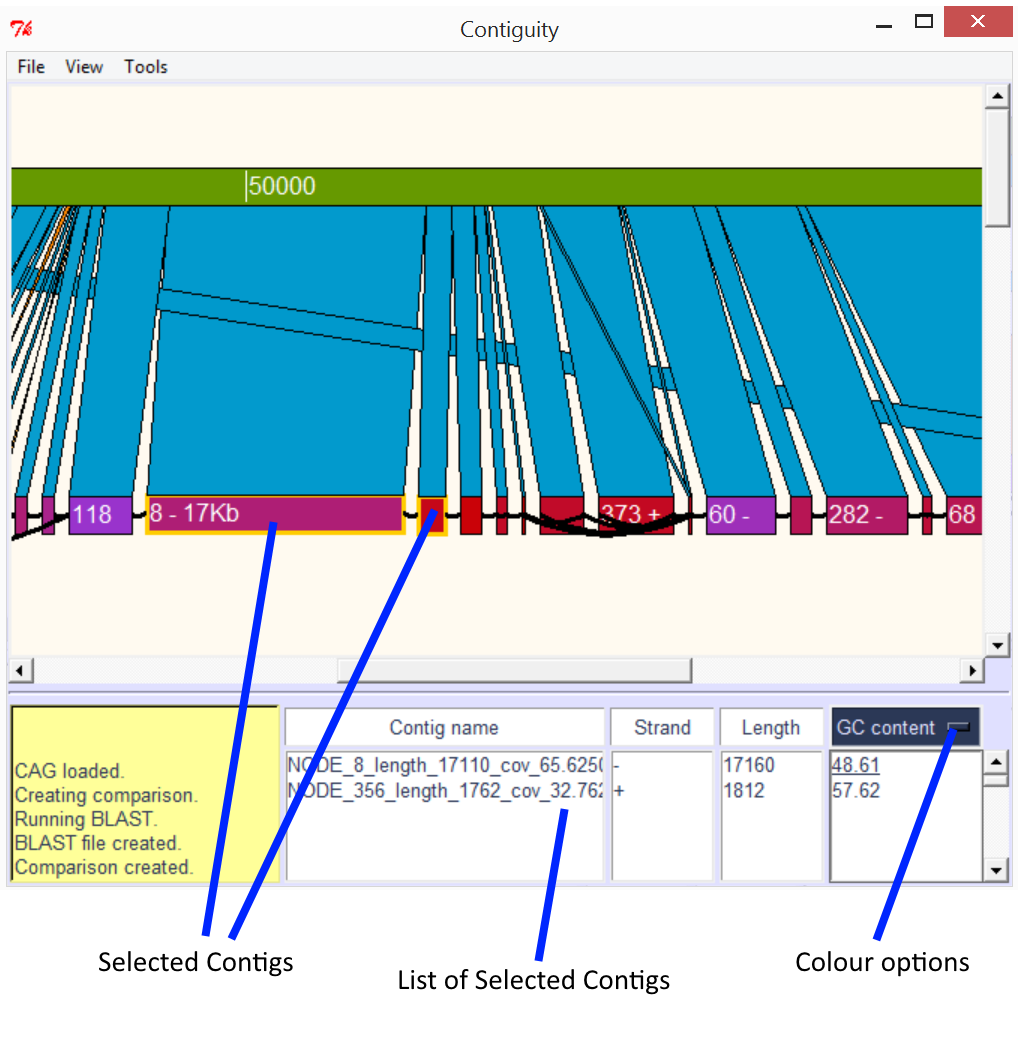 Contiguity
File View Tools
50000
118
8 - 17Kb
373 +
60 -
282 -
68
Contig name Strand Length GC content
CAG loaded.
Creating comparison.
Running BLAST.
BLAST file created.
Comparison created.
NODE_8_length_17110_cov_65.6250 - 17160 48.61
NODE_356_length_1762_cov_32.762 + 1812 57.62
Selected Contigs
List of Selected Contigs
Colour options